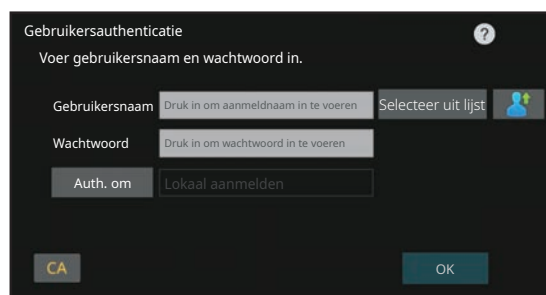 Gebruikersauthenticatie
?
Voer gebruikersnaam en wachtwoord in.
Gebruikersnaam Druk in om aanmeldnaam in te voeren Selecteer uit lijst
Wachtwoord Druk in om wachtwoord in te voeren
Auth. om Lokaal aanmelden
CA OK